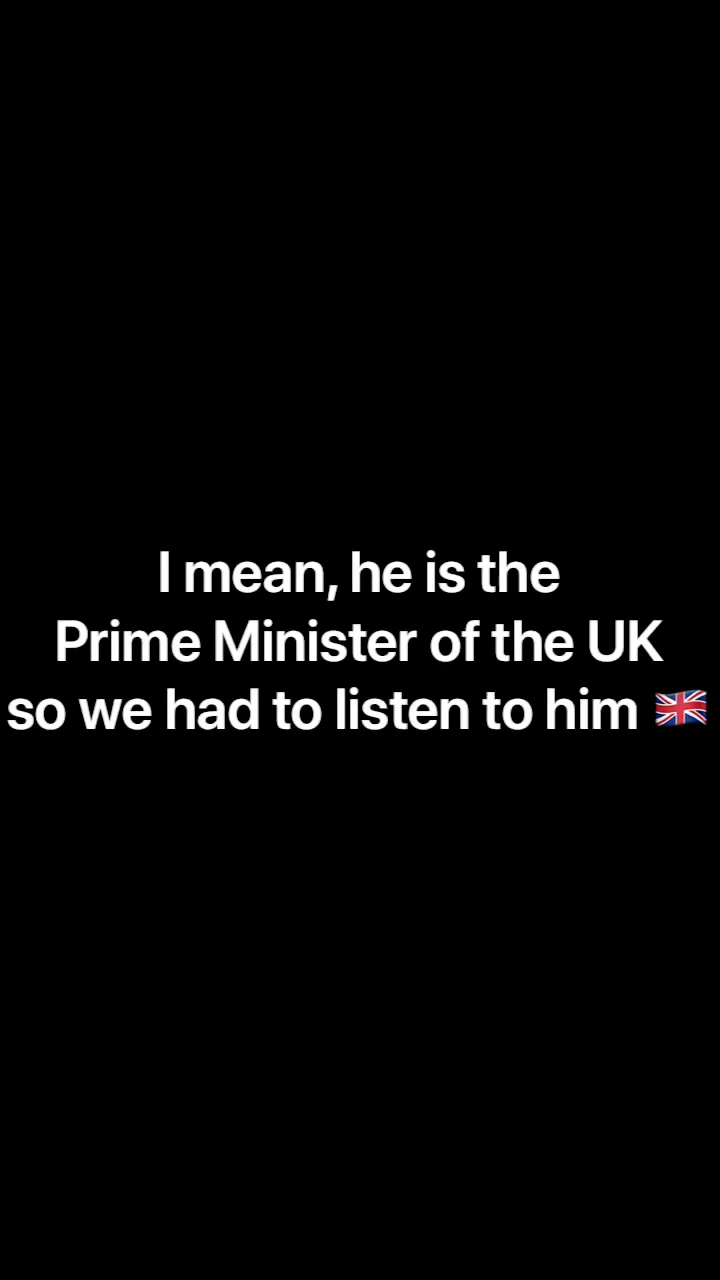 I mean, he is the
Prime Minister of the UK
so we had to listen to him 🇬🇧